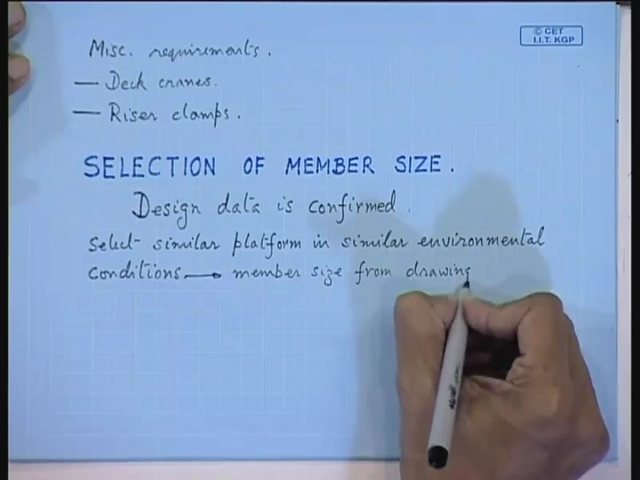 © CET
I.I.T. KGP
Misc. requirements.
— Deck cranes.
— Riser clamps.
SELECTION OF MEMBER SIZE.
Design data is confirmed.
Select similar platform in similar environmental
conditions → member size from drawing